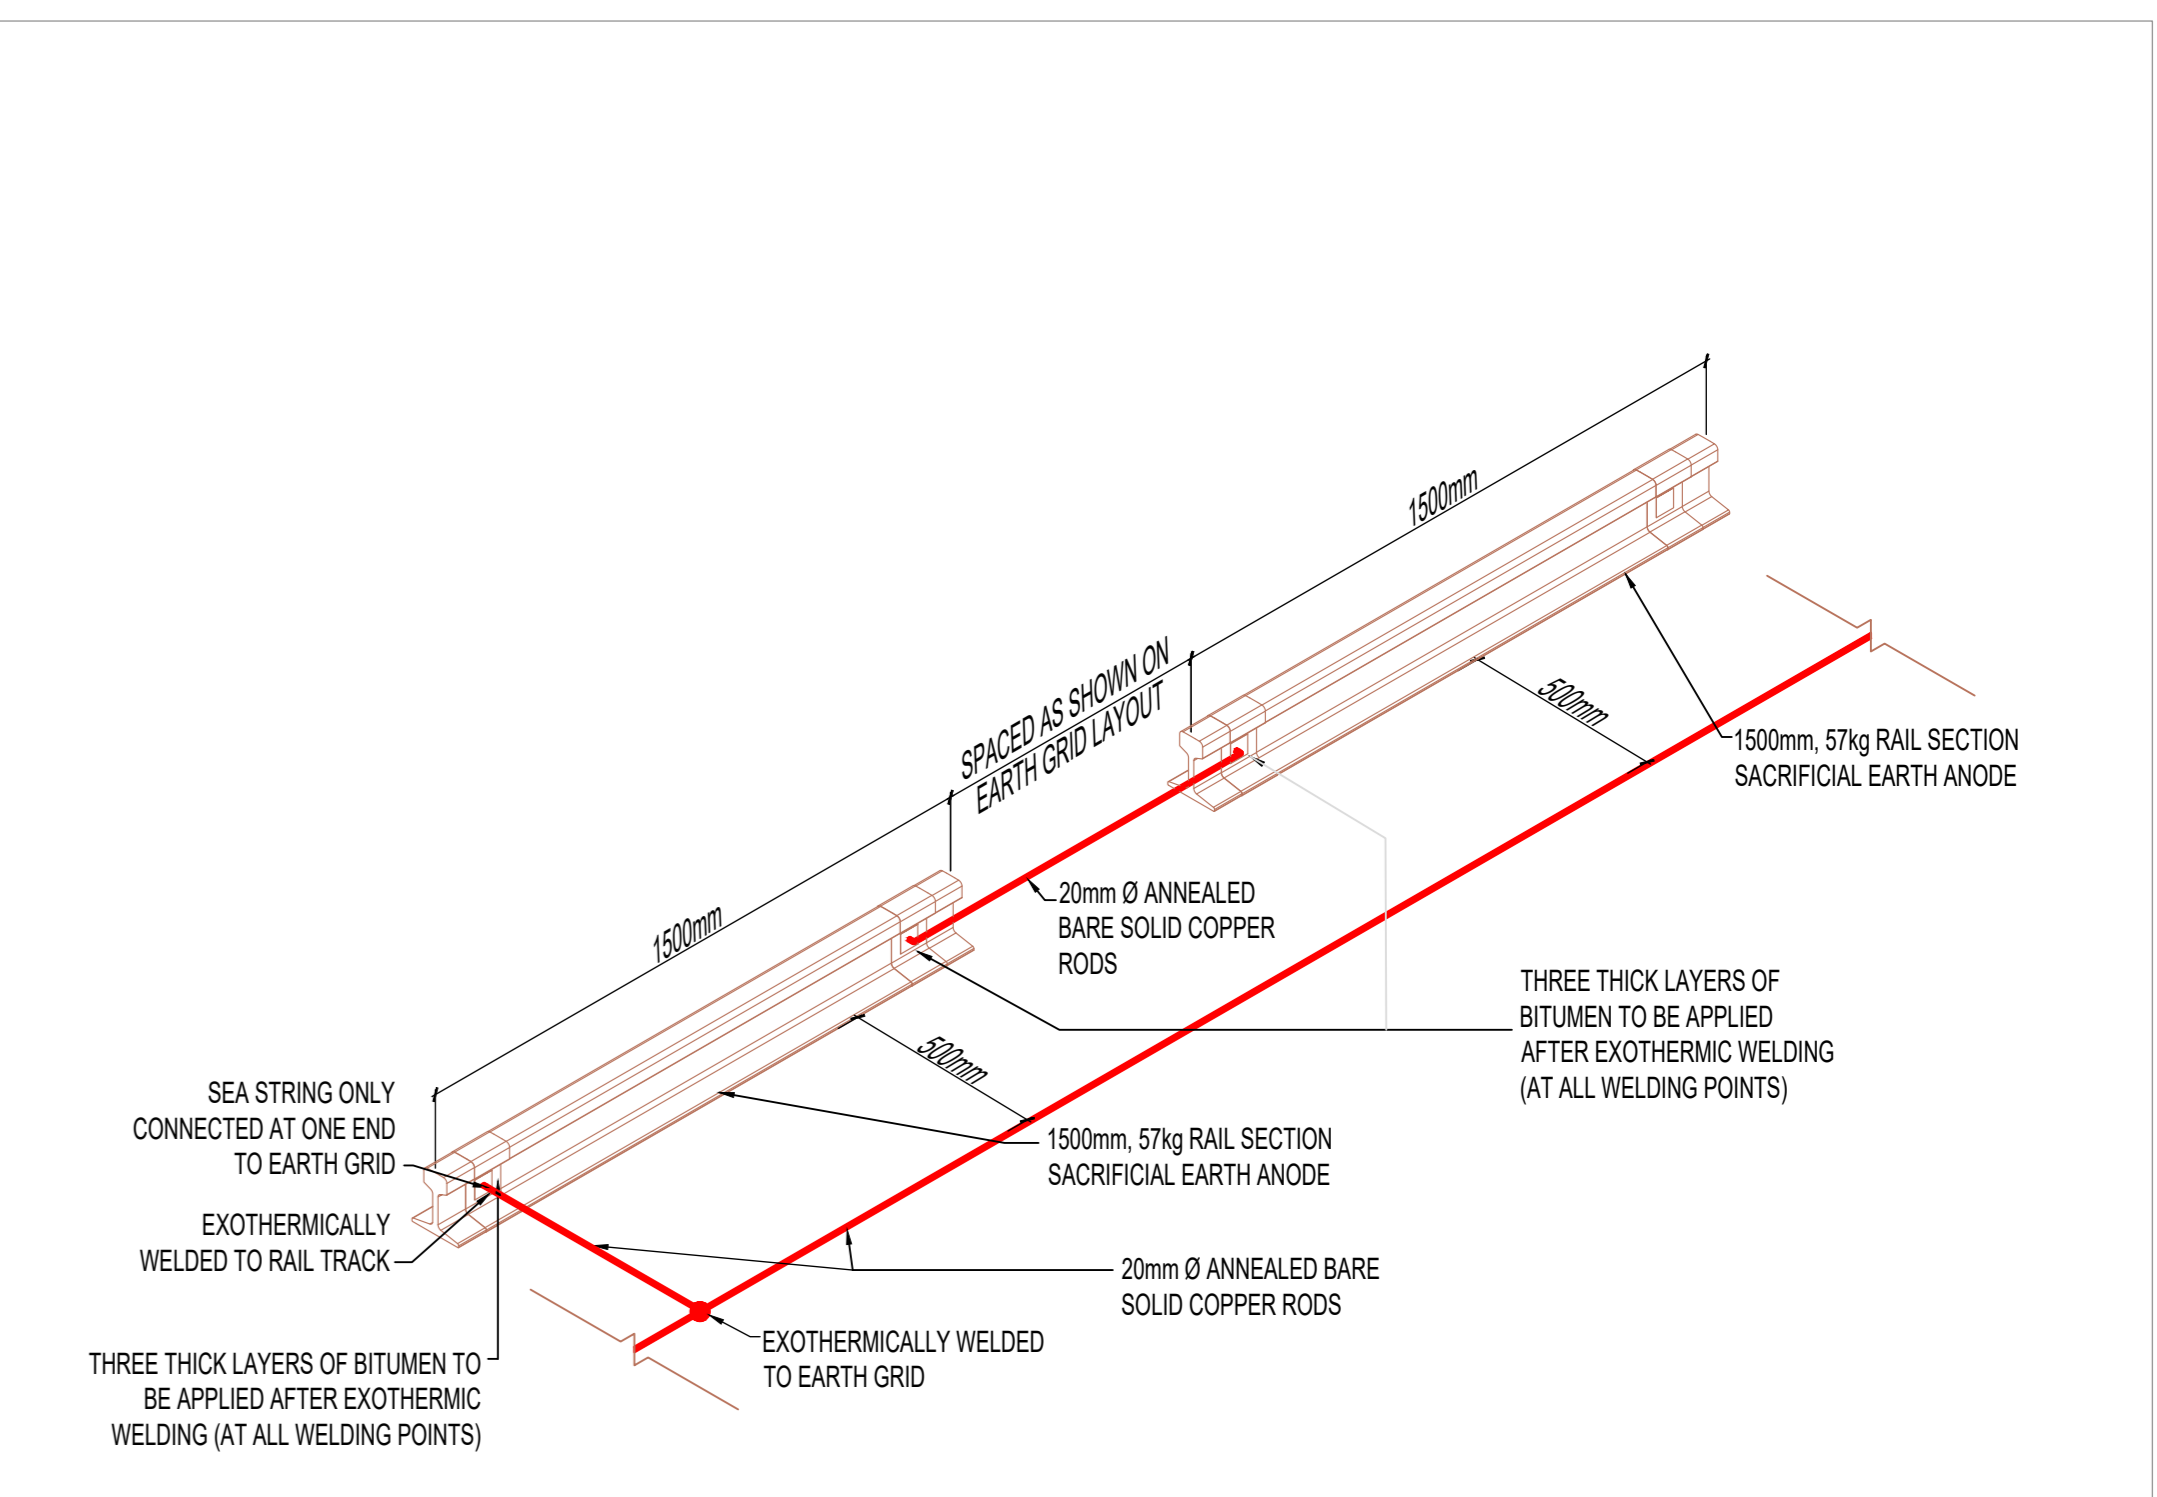 1500mm
SPACED AS SHOWN ON
EARTH GRID LAYOUT
500mm
1500mm, 57kg RAIL SECTION
SACRIFICIAL EARTH ANODE
20mm Ø ANNEALED
BARE SOLID COPPER
RODS
1500mm
THREE THICK LAYERS OF
BITUMEN TO BE APPLIED
AFTER EXOTHERMIC WELDING
(AT ALL WELDING POINTS)
500mm
SEA STRING ONLY
CONNECTED AT ONE END
TO EARTH GRID
1500mm, 57kg RAIL SECTION
SACRIFICIAL EARTH ANODE
EXOTHERMICALLY
WELDED TO RAIL TRACK
20mm Ø ANNEALED BARE
SOLID COPPER RODS
EXOTHERMICALLY WELDED
TO EARTH GRID
THREE THICK LAYERS OF BITUMEN TO
BE APPLIED AFTER EXOTHERMIC
WELDING (AT ALL WELDING POINTS)